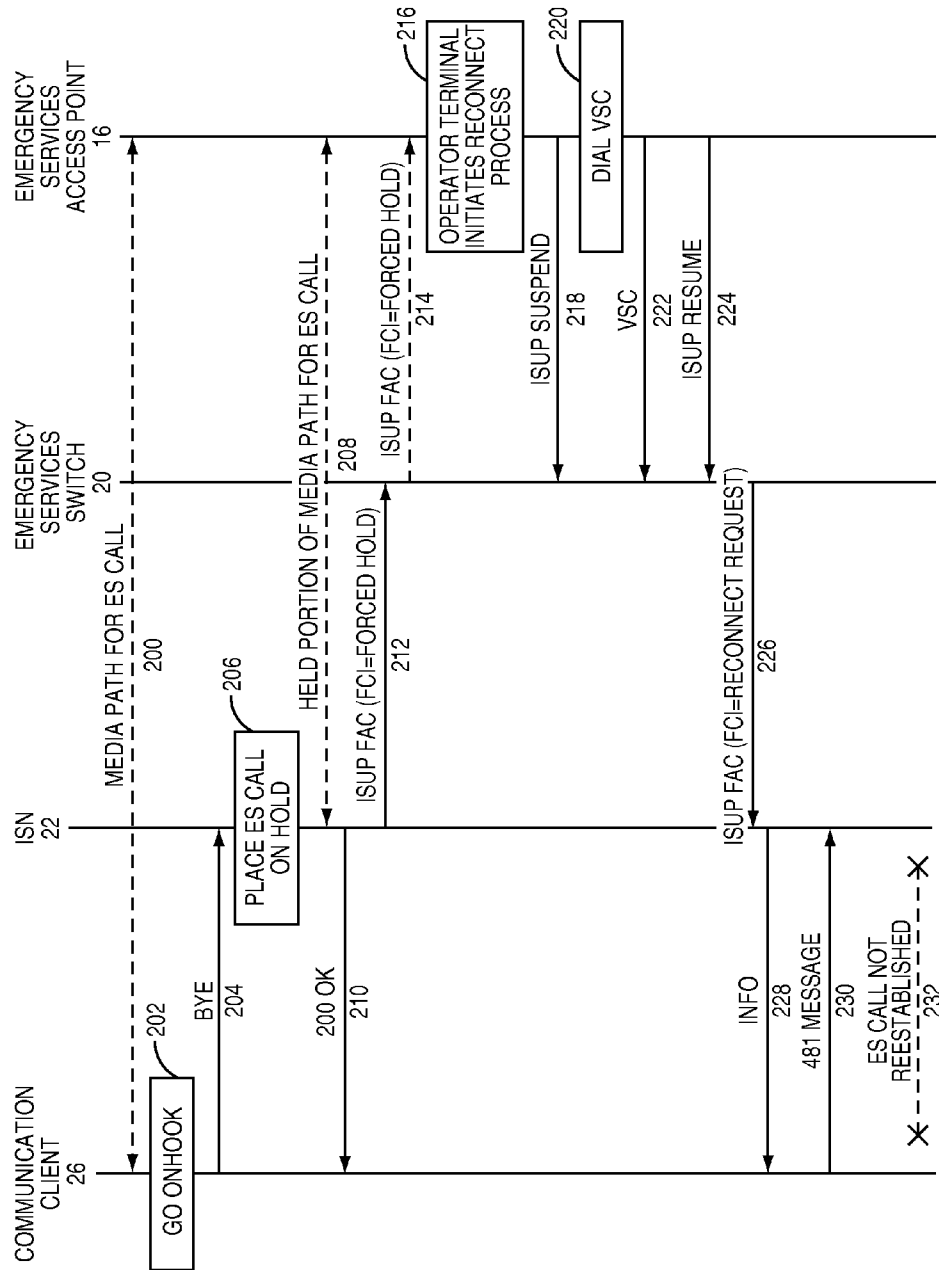 COMMUNICATION
CLIENT
26
ISN
22
EMERGENCY
SERVICES
SWITCH
20
EMERGENCY
SERVICES
ACCESS POINT
16
MEDIA PATH FOR ES CALL
200
202
GO ONHOOK
BYE
204
206
PLACE ES CALL
ON HOLD
HELD PORTION OF MEDIA PATH FOR ES CALL
208
200 OK
210
ISUP FAC (FCI=FORCED HOLD)
212
ISUP FAC (FCI=FORCED HOLD)
214
216
OPERATOR TERMINAL
INITIATES RECONNECT
PROCESS
ISUP SUSPEND
218
220
DIAL VSC
VSC
222
ISUP RESUME
224
ISUP FAC (FCI=RECONNECT REQUEST)
226
INFO
228
481 MESSAGE
230
ES CALL NOT
REESTABLISHED
232